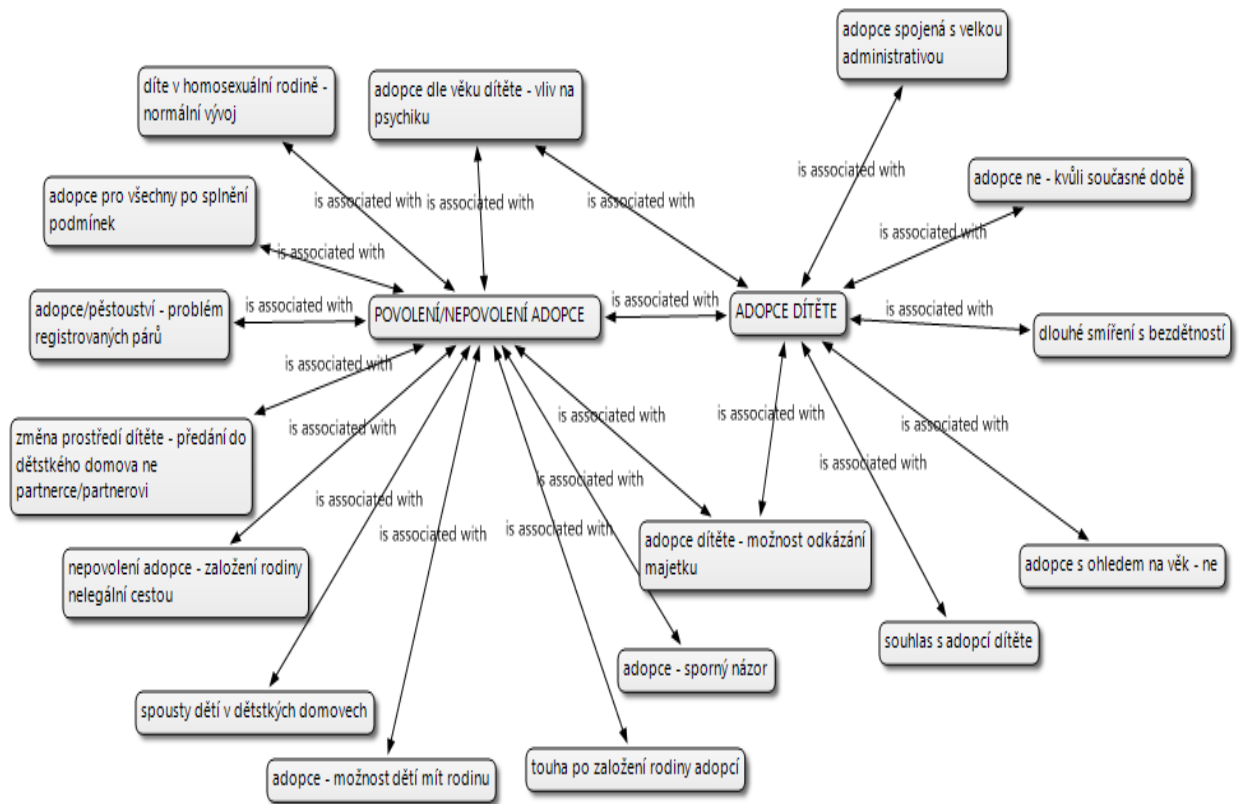 adopce spojená s velkou
administrativou
díte v homosexuální rodině -
normální vývoj
adopce dle věku dítěte - vliv na
psychiku
is associated with
adopce ne - kvůli současné době
adopce pro všechny po splnění
podmínek
is associated with
is associated with
is associated with
is associated with
is associated with
adopce/pěstouství - problém
registrovaných párů
is associated with
POVOLENÍ/NEPOVOLENÍ ADOPCE
is associated with
ADOPCE DÍTĚTE
is associated with
dlouhé smíření s bezdětností
is associated with
změna prostředí dítěte - předání do
dětstkého domova ne
partnerce/partnerovi
is associated with
is associated with
is associated with
is associated with
is associated with
is associated with
is associated with
is associated with
is associated with
nepovolení adopce - založení rodiny
nelegální cestou
adopce dítěte - možnost odkázání
majetku
adopce s ohledem na věk - ne
souhlas s adopcí dítěte
adopce - sporný názor
spousty dětí v dětstkých domovech
adopce - možnost dětí mít rodinu
touha po založení rodiny adopcí